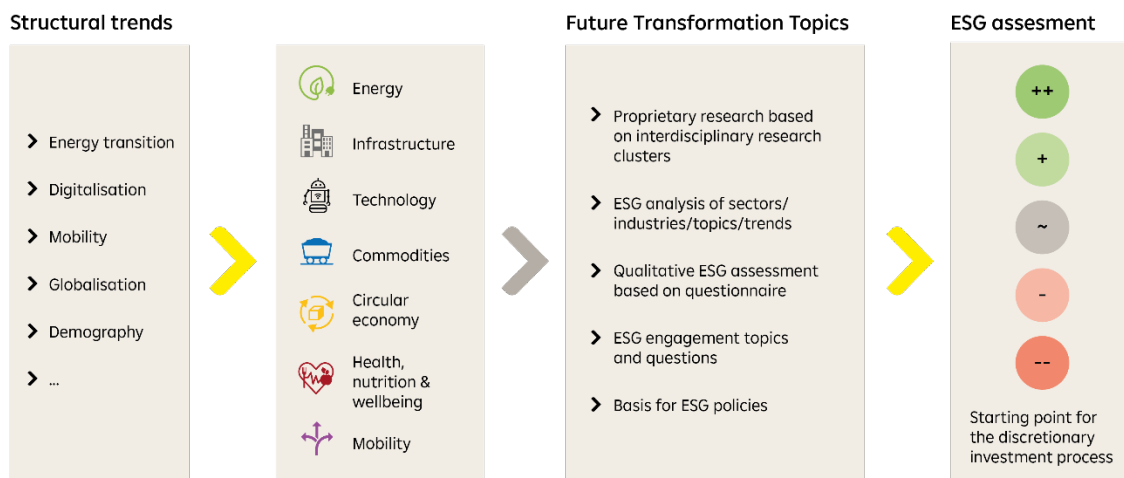 Structural trends
Energy transition
Digitalisation
Mobility
Globalisation
Demography
...
Energy
Infrastructure
Technology
Commodities
Circular
economy
Health,
nutrition &
wellbeing
Mobility
Future Transformation Topics
Proprietary research based
on interdisciplinary research
clusters
ESG analysis of sectors/
industries/topics/trends
Qualitative ESG assessment
based on questionnaire
ESG engagement topics
and questions
Basis for ESG policies
ESG assesment
++
+
~
-
--
Starting point for
the discretionary
investment process